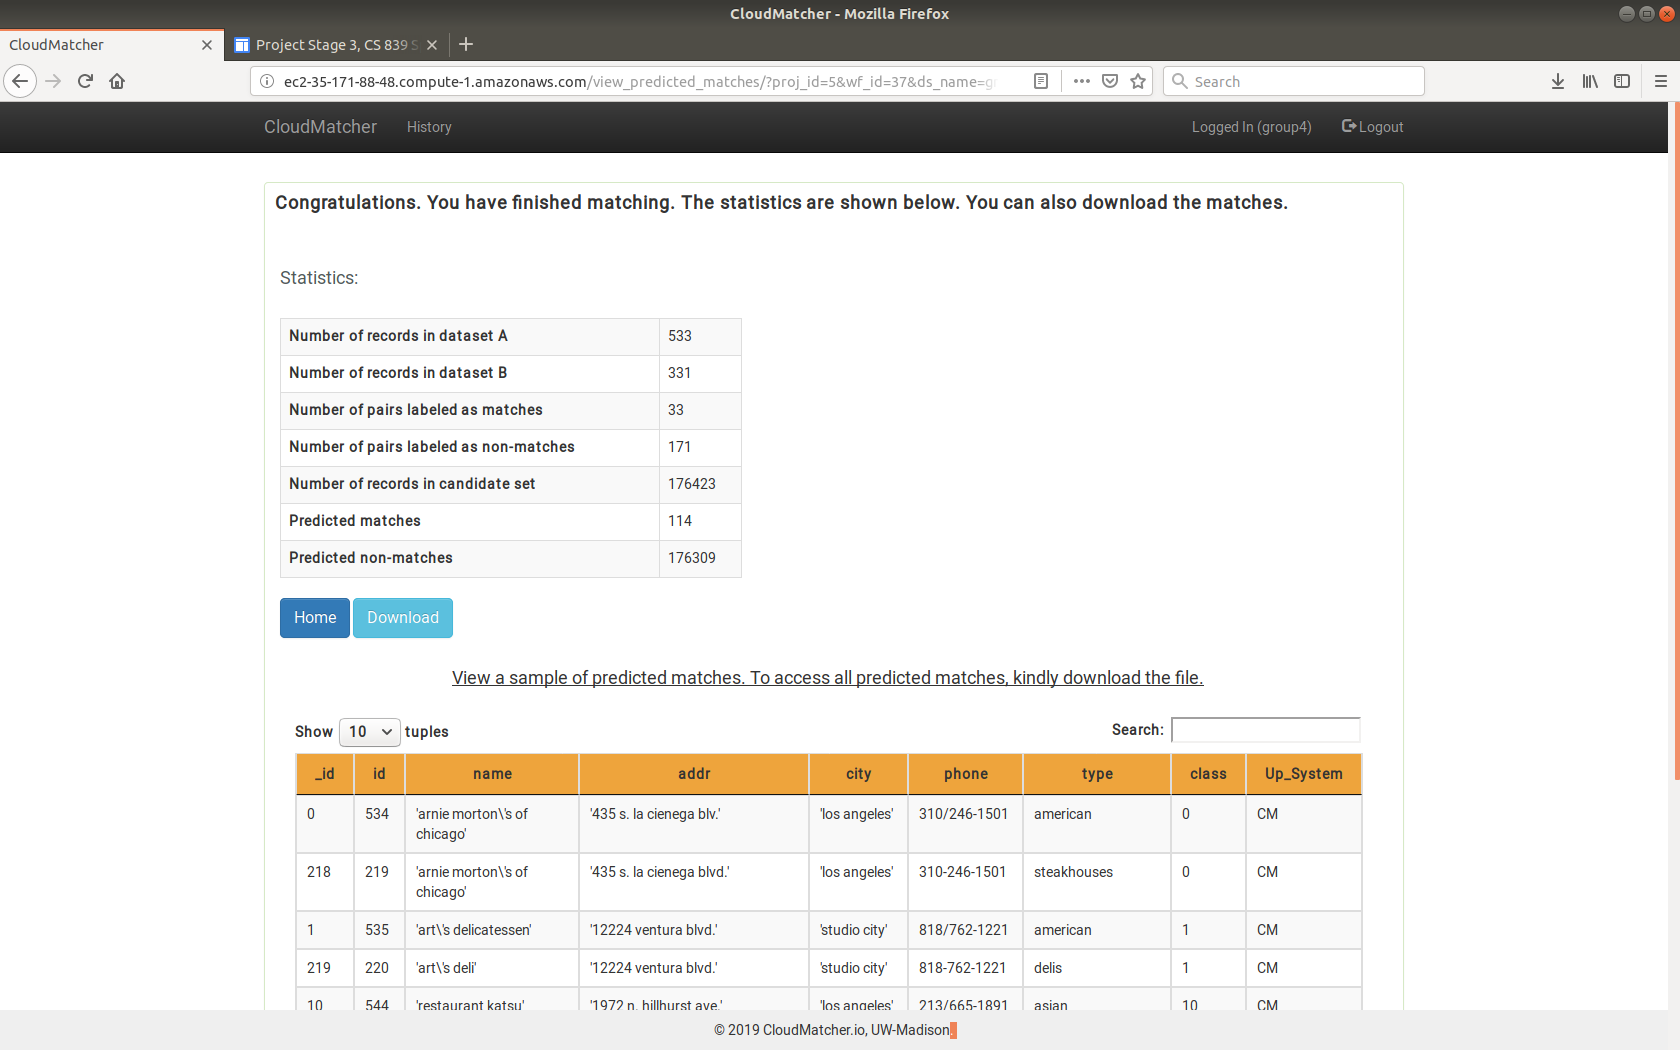 CloudMatcher - Mozilla Firefox
CloudMatcher
Project Stage 3, CS 839 S
ec2-35-171-88-48.compute-1.amazonaws.com/view_predicted_matches/?proj_id=5&wf_id=37&ds_name=g
Search
CloudMatcher History Logged In (group4) Logout
Congratulations. You have finished matching. The statistics are shown below. You can also download the matches.
Statistics:
Number of records in dataset A 533
Number of records in dataset B 331
Number of pairs labeled as matches 33
Number of pairs labeled as non-matches 171
Number of records in candidate set 176423
Predicted matches 114
Predicted non-matches 176309
Home Download
View a sample of predicted matches. To access all predicted matches, kindly download the file.
Show 10 tuples Search:
_id id name addr city phone type class Up_System
0 534 'arnie morton\'s of chicago' '435 s. la cienega blv.' 'los angeles' 310/246-1501 american 0 CM
218 219 'arnie morton\'s of chicago' '435 s. la cienega blvd.' 'los angeles' 310-246-1501 steakhouses 0 CM
1 535 'art\'s delicatessen' '12224 ventura blvd.' 'studio city' 818/762-1221 american 1 CM
219 220 'art\'s deli' '12224 ventura blvd.' 'studio city' 818-762-1221 delis 1 CM
10 544 'restaurant katsu' '1972 n. hillhurst ave.' 'los angeles' 213/665-1891 asian 10 CM
© 2019 CloudMatcher.io, UW-Madison.